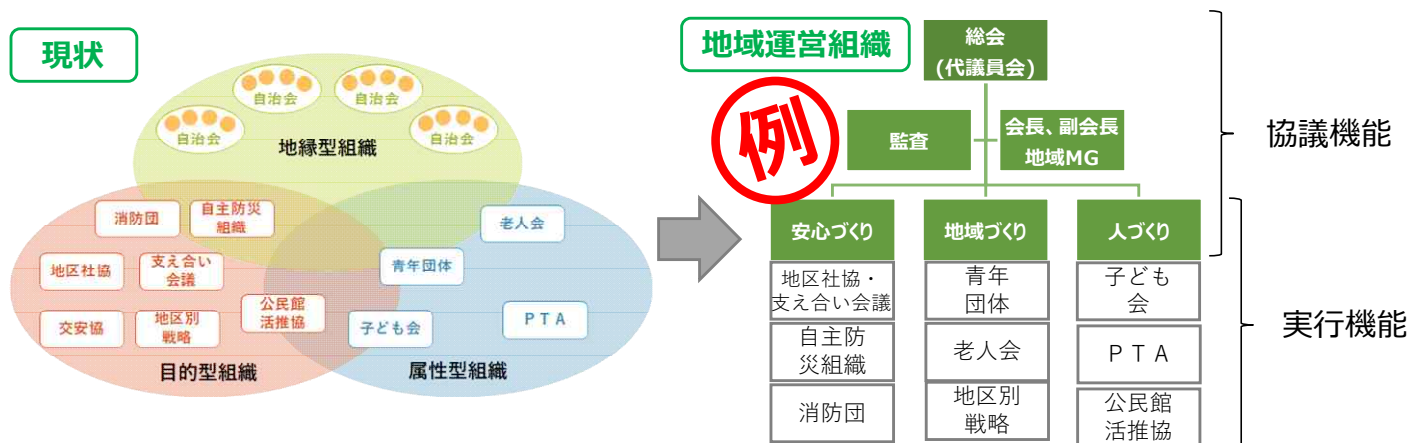 現状
自治会
自治会
自治会
自治会
地縁型組織
消防団
自主防災
組織
地区社協
支え合い
会議
交安協
地区別
戦略
公民館
活推協
目的型組織
老人会
青年団体
子ども会
ＰＴＡ
属性型組織
地域運営組織
例
総会
(代議員会)
監査
会長、副会長
地域MG
協議機能
安心づくり
地域づくり
人づくり
地区社協・
支え合い会議
自主防
災組織
消防団
青年
団体
老人会
地区別
戦略
子ども
会
ＰＴＡ
公民館
活推協
実行機能